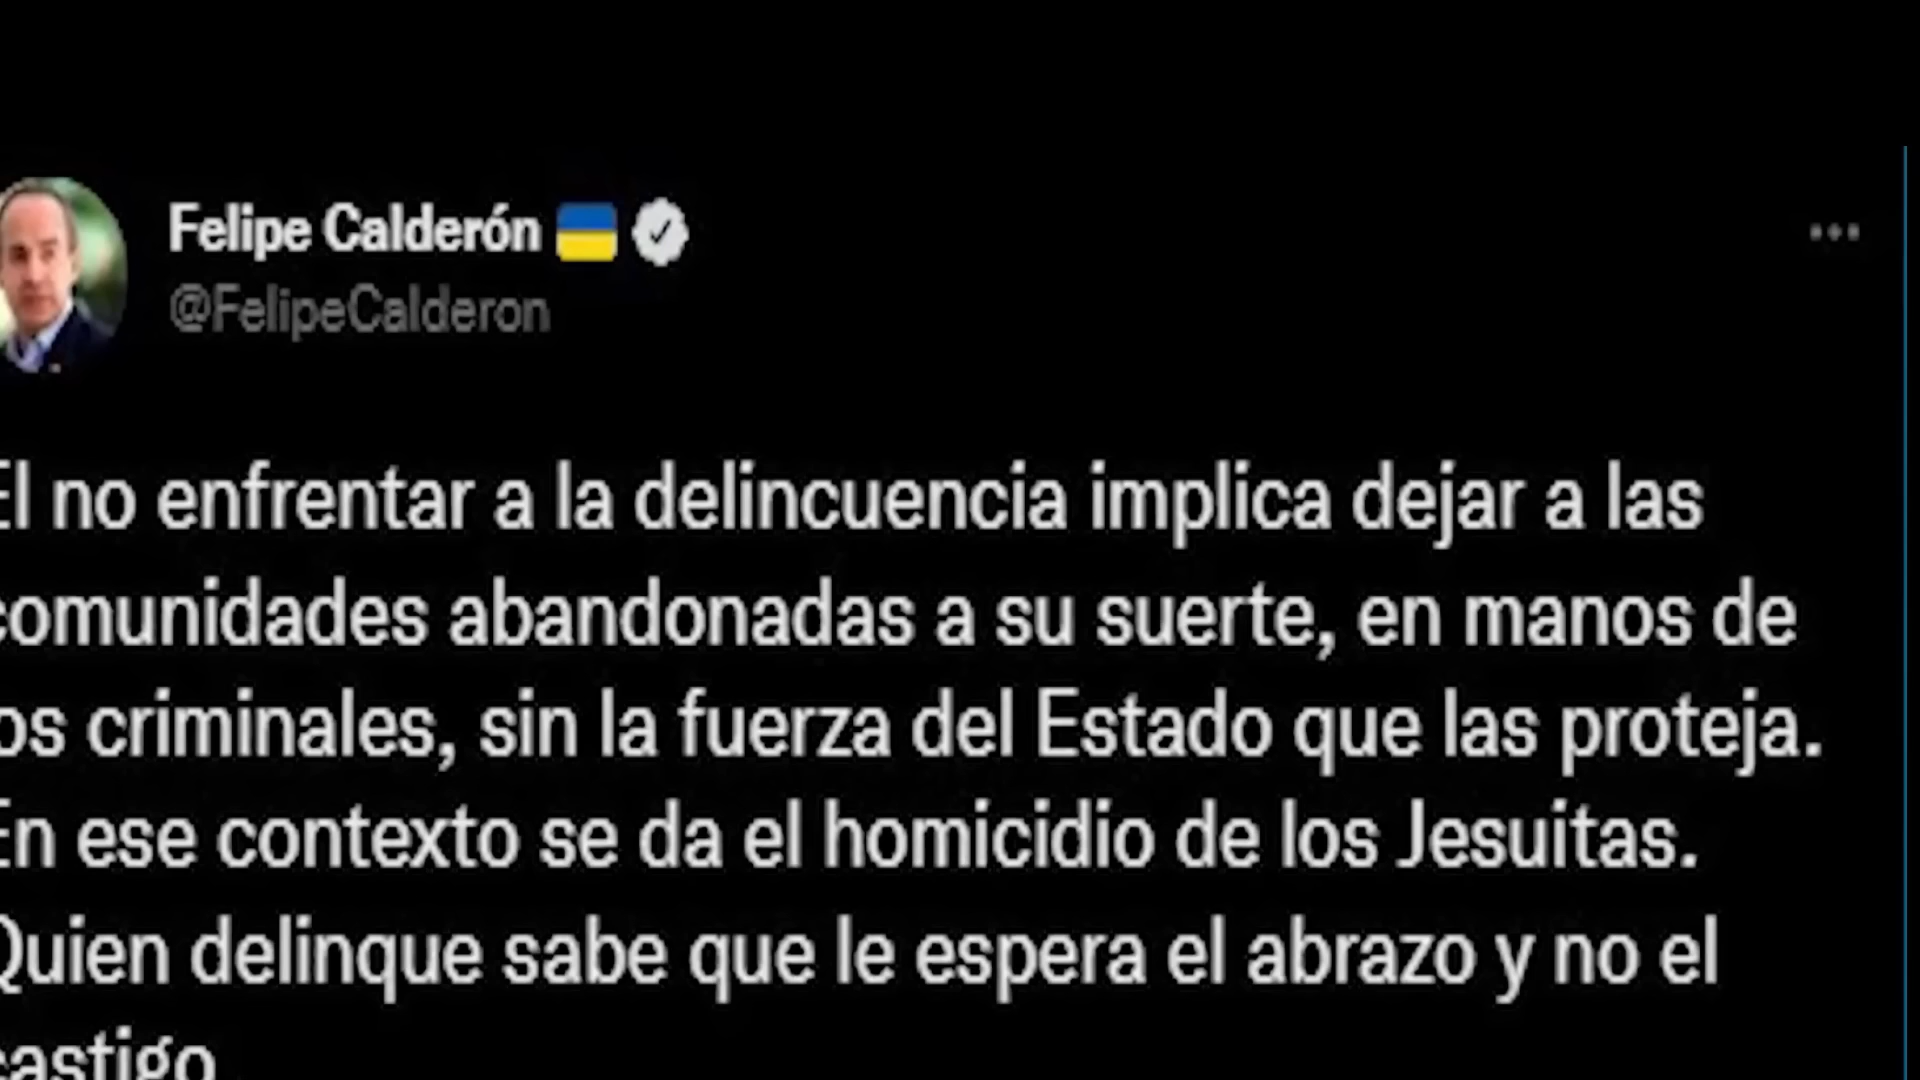 Felipe Calderón
@FelipeCalderon
El no enfrentar a la delincuencia implica dejar a las
comunidades abandonadas a su suerte, en manos de
los criminales, sin la fuerza del Estado que las proteja.
En ese contexto se da el homicidio de los Jesuitas.
Quien delinque sabe que le espera el abrazo y no el
castigo.